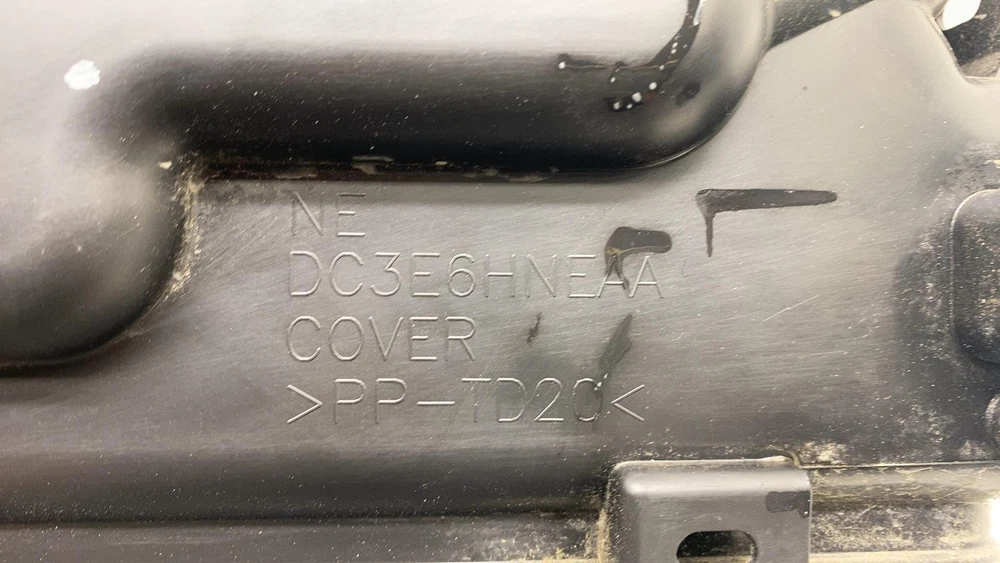 NE
DC3E6HNEAA
COVER
>PP-TD20<